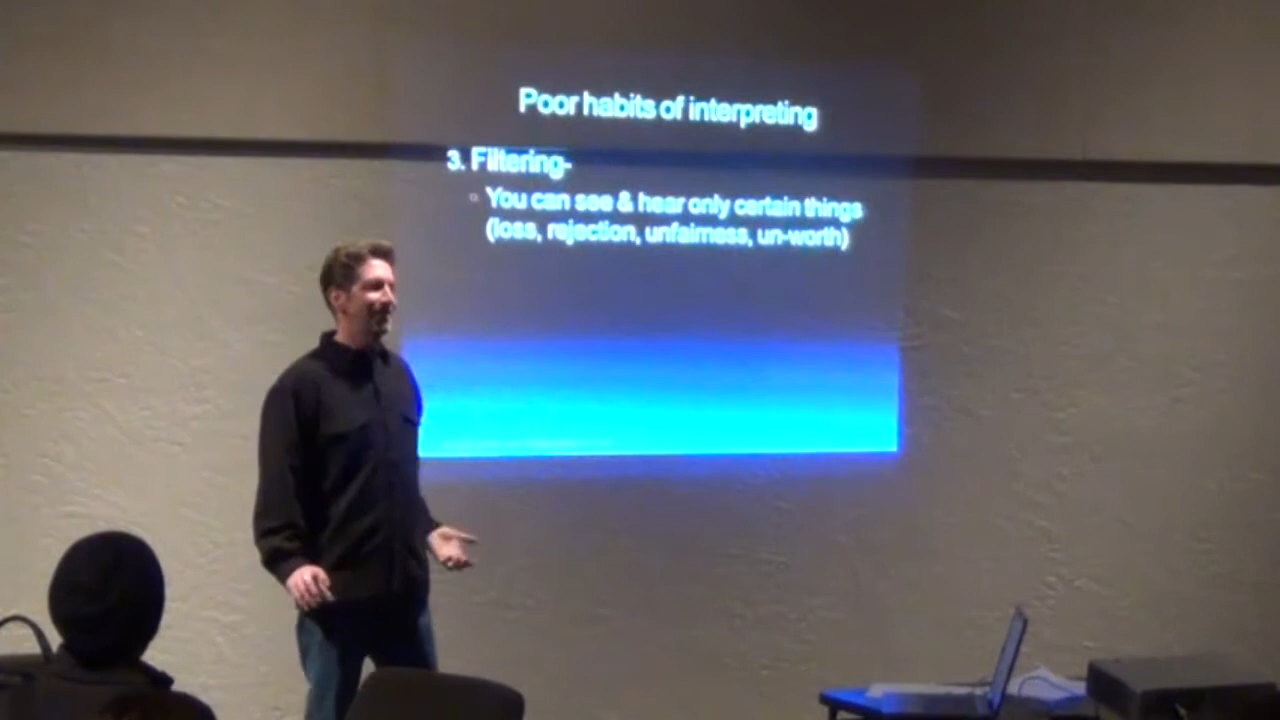 Poor habits of interpreting
3. Filtering-
▫ You can see & hear only certain things
(loss, rejection, unfairness, un-worth)